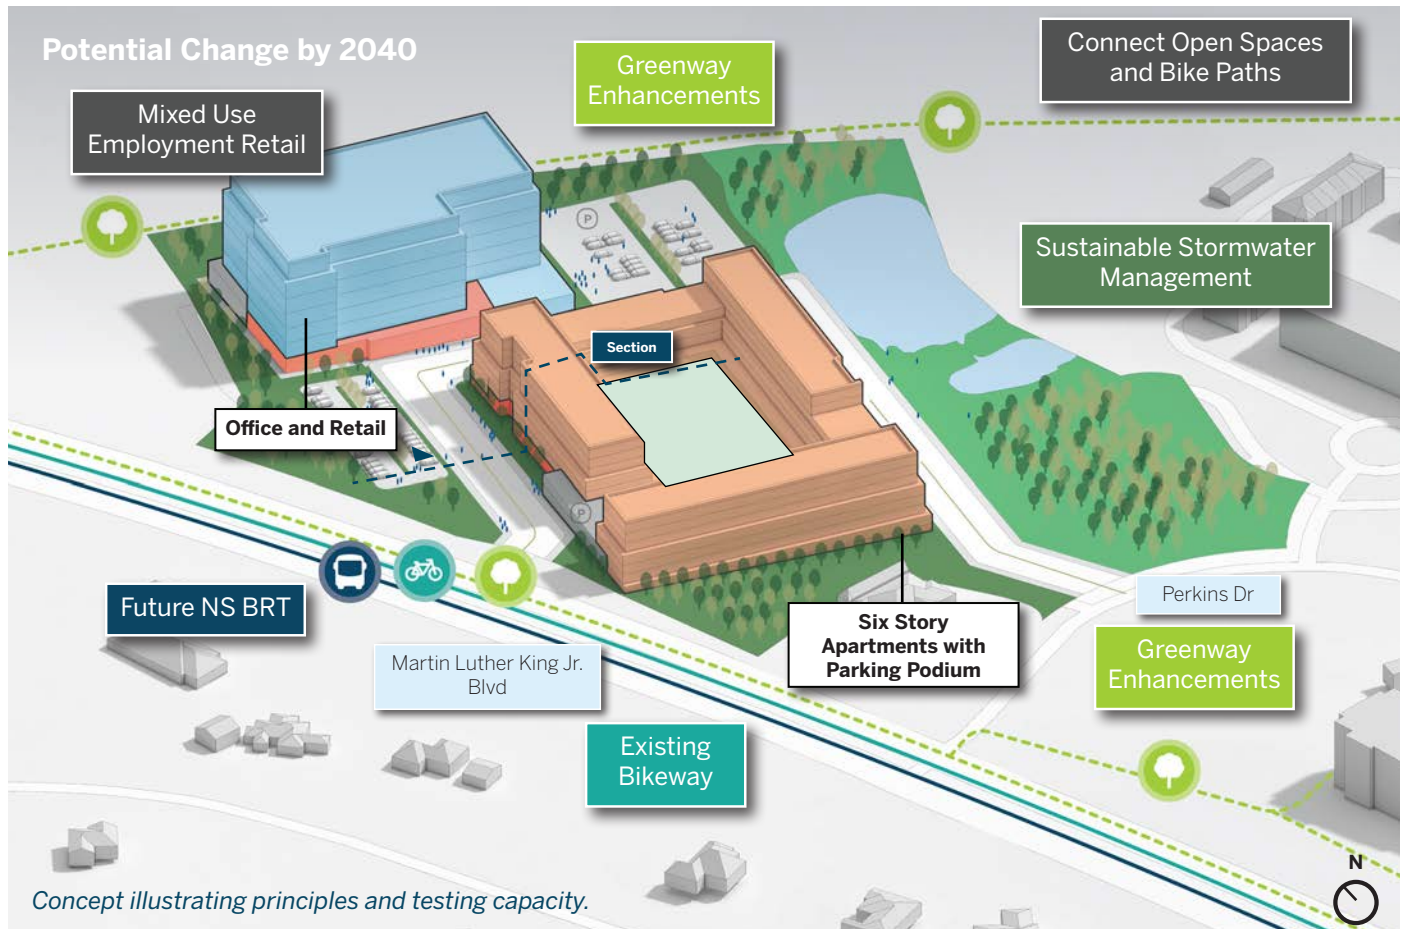 Potential Change by 2040
Mixed Use
Employment Retail
Greenway
Enhancements
Connect Open Spaces
and Bike Paths
P
Sustainable Stormwater
Management
Section
Office and Retail
P
Future NS BRT
Martin Luther King Jr.
Blvd
Six Story
Apartments with
Parking Podium
Perkins Dr
Greenway
Enhancements
Existing
Bikeway
N
Concept illustrating principles and testing capacity.